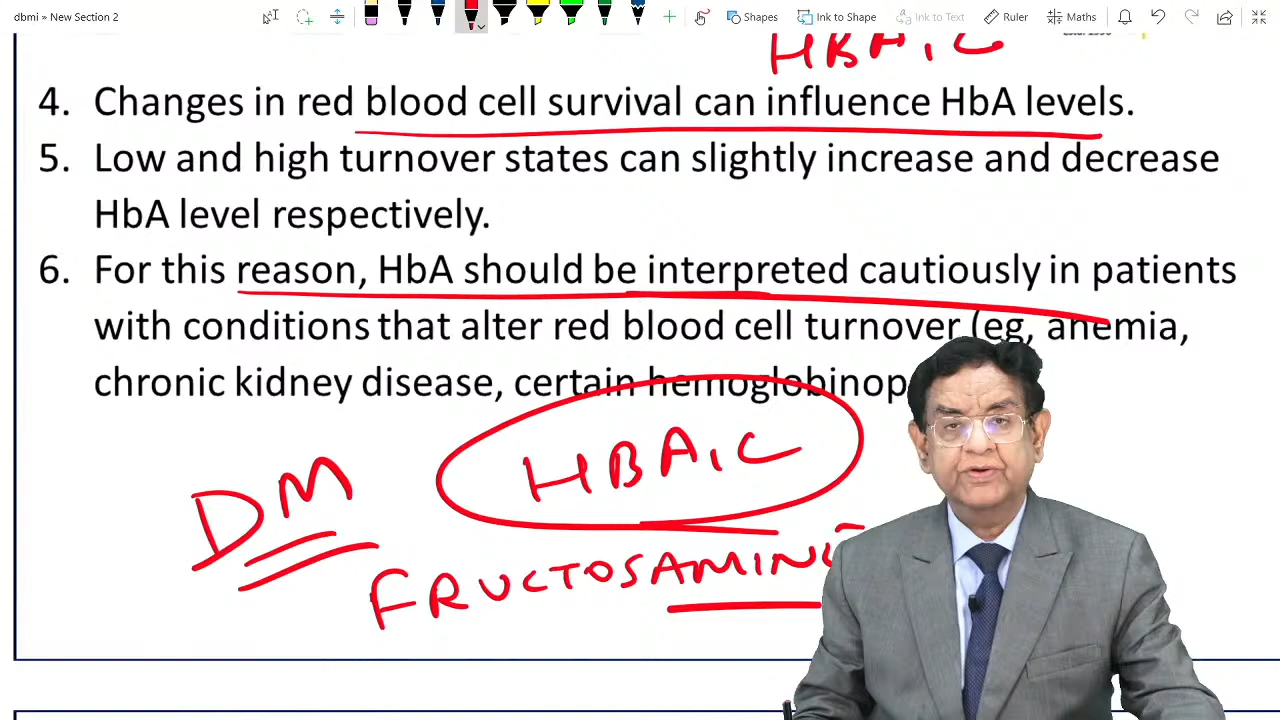 dbmi » New Section 2
Shapes Ink to Shape Ink to Text Ruler Maths
HBA1C
4. Changes in red blood cell survival can influence HbA levels.
5. Low and high turnover states can slightly increase and decrease
HbA level respectively.
6. For this reason, HbA should be interpreted cautiously in patients
with conditions that alter red blood cell turnover (eg, anemia,
chronic kidney disease, certain
HBA1C
DM